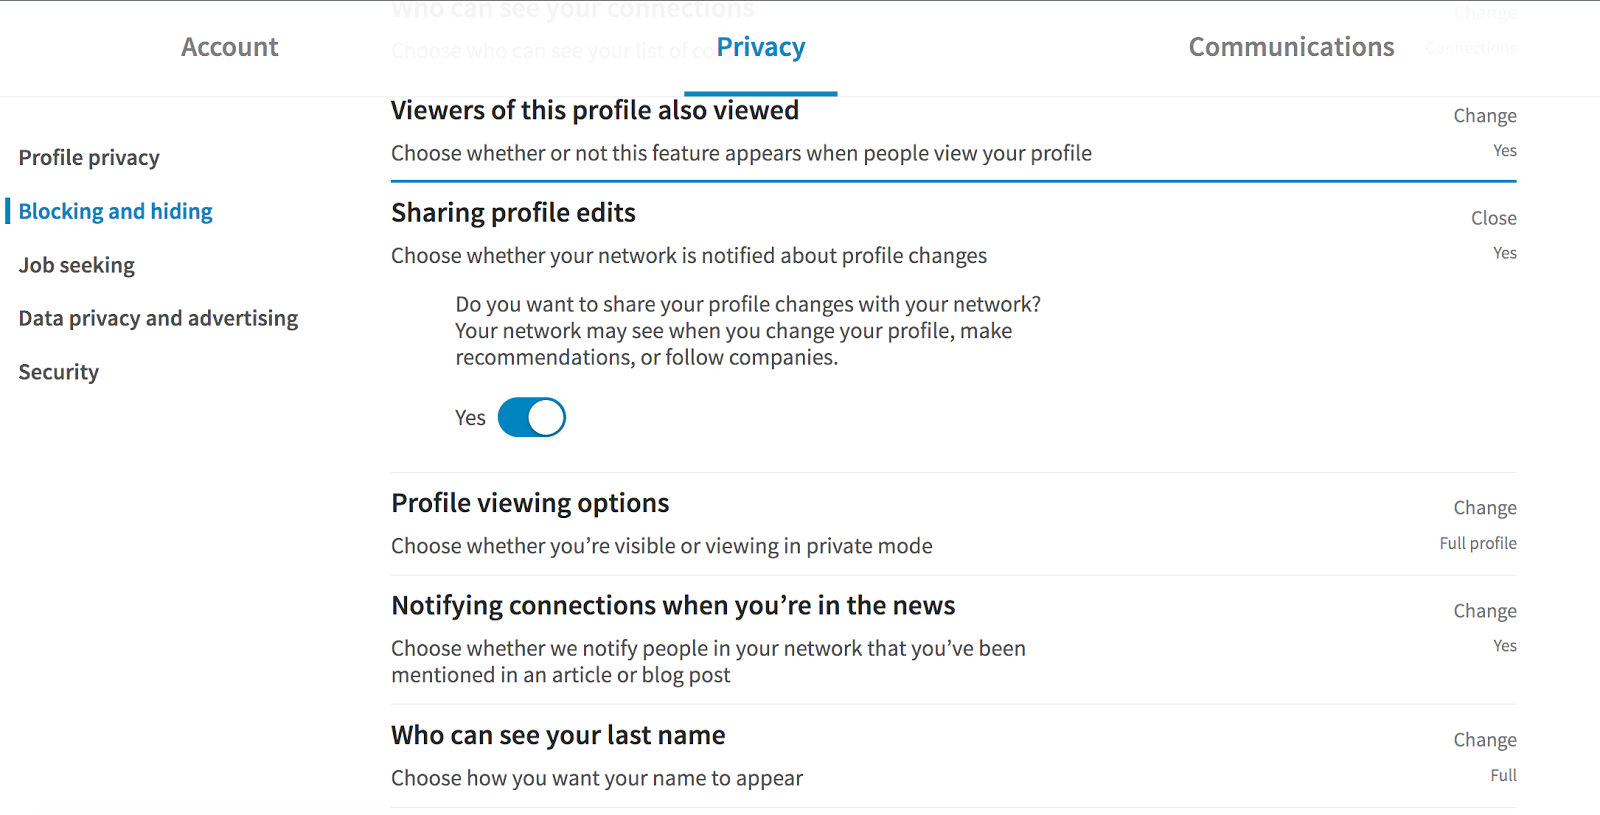 Who can see your connections
Change
Account
Choose who can see your list of co
Privacy
Communications
Connections
Viewers of this profile also viewed
Change
Choose whether or not this feature appears when people view your profile
Yes
Profile privacy
Blocking and hiding
Job seeking
Data privacy and advertising
Security
Sharing profile edits
Close
Choose whether your network is notified about profile changes
Yes
Do you want to share your profile changes with your network?
Your network may see when you change your profile, make
recommendations, or follow companies.
Yes
Profile viewing options
Change
Choose whether you’re visible or viewing in private mode
Full profile
Notifying connections when you’re in the news
Change
Choose whether we notify people in your network that you’ve been
Yes
mentioned in an article or blog post
Who can see your last name
Change
Choose how you want your name to appear
Full